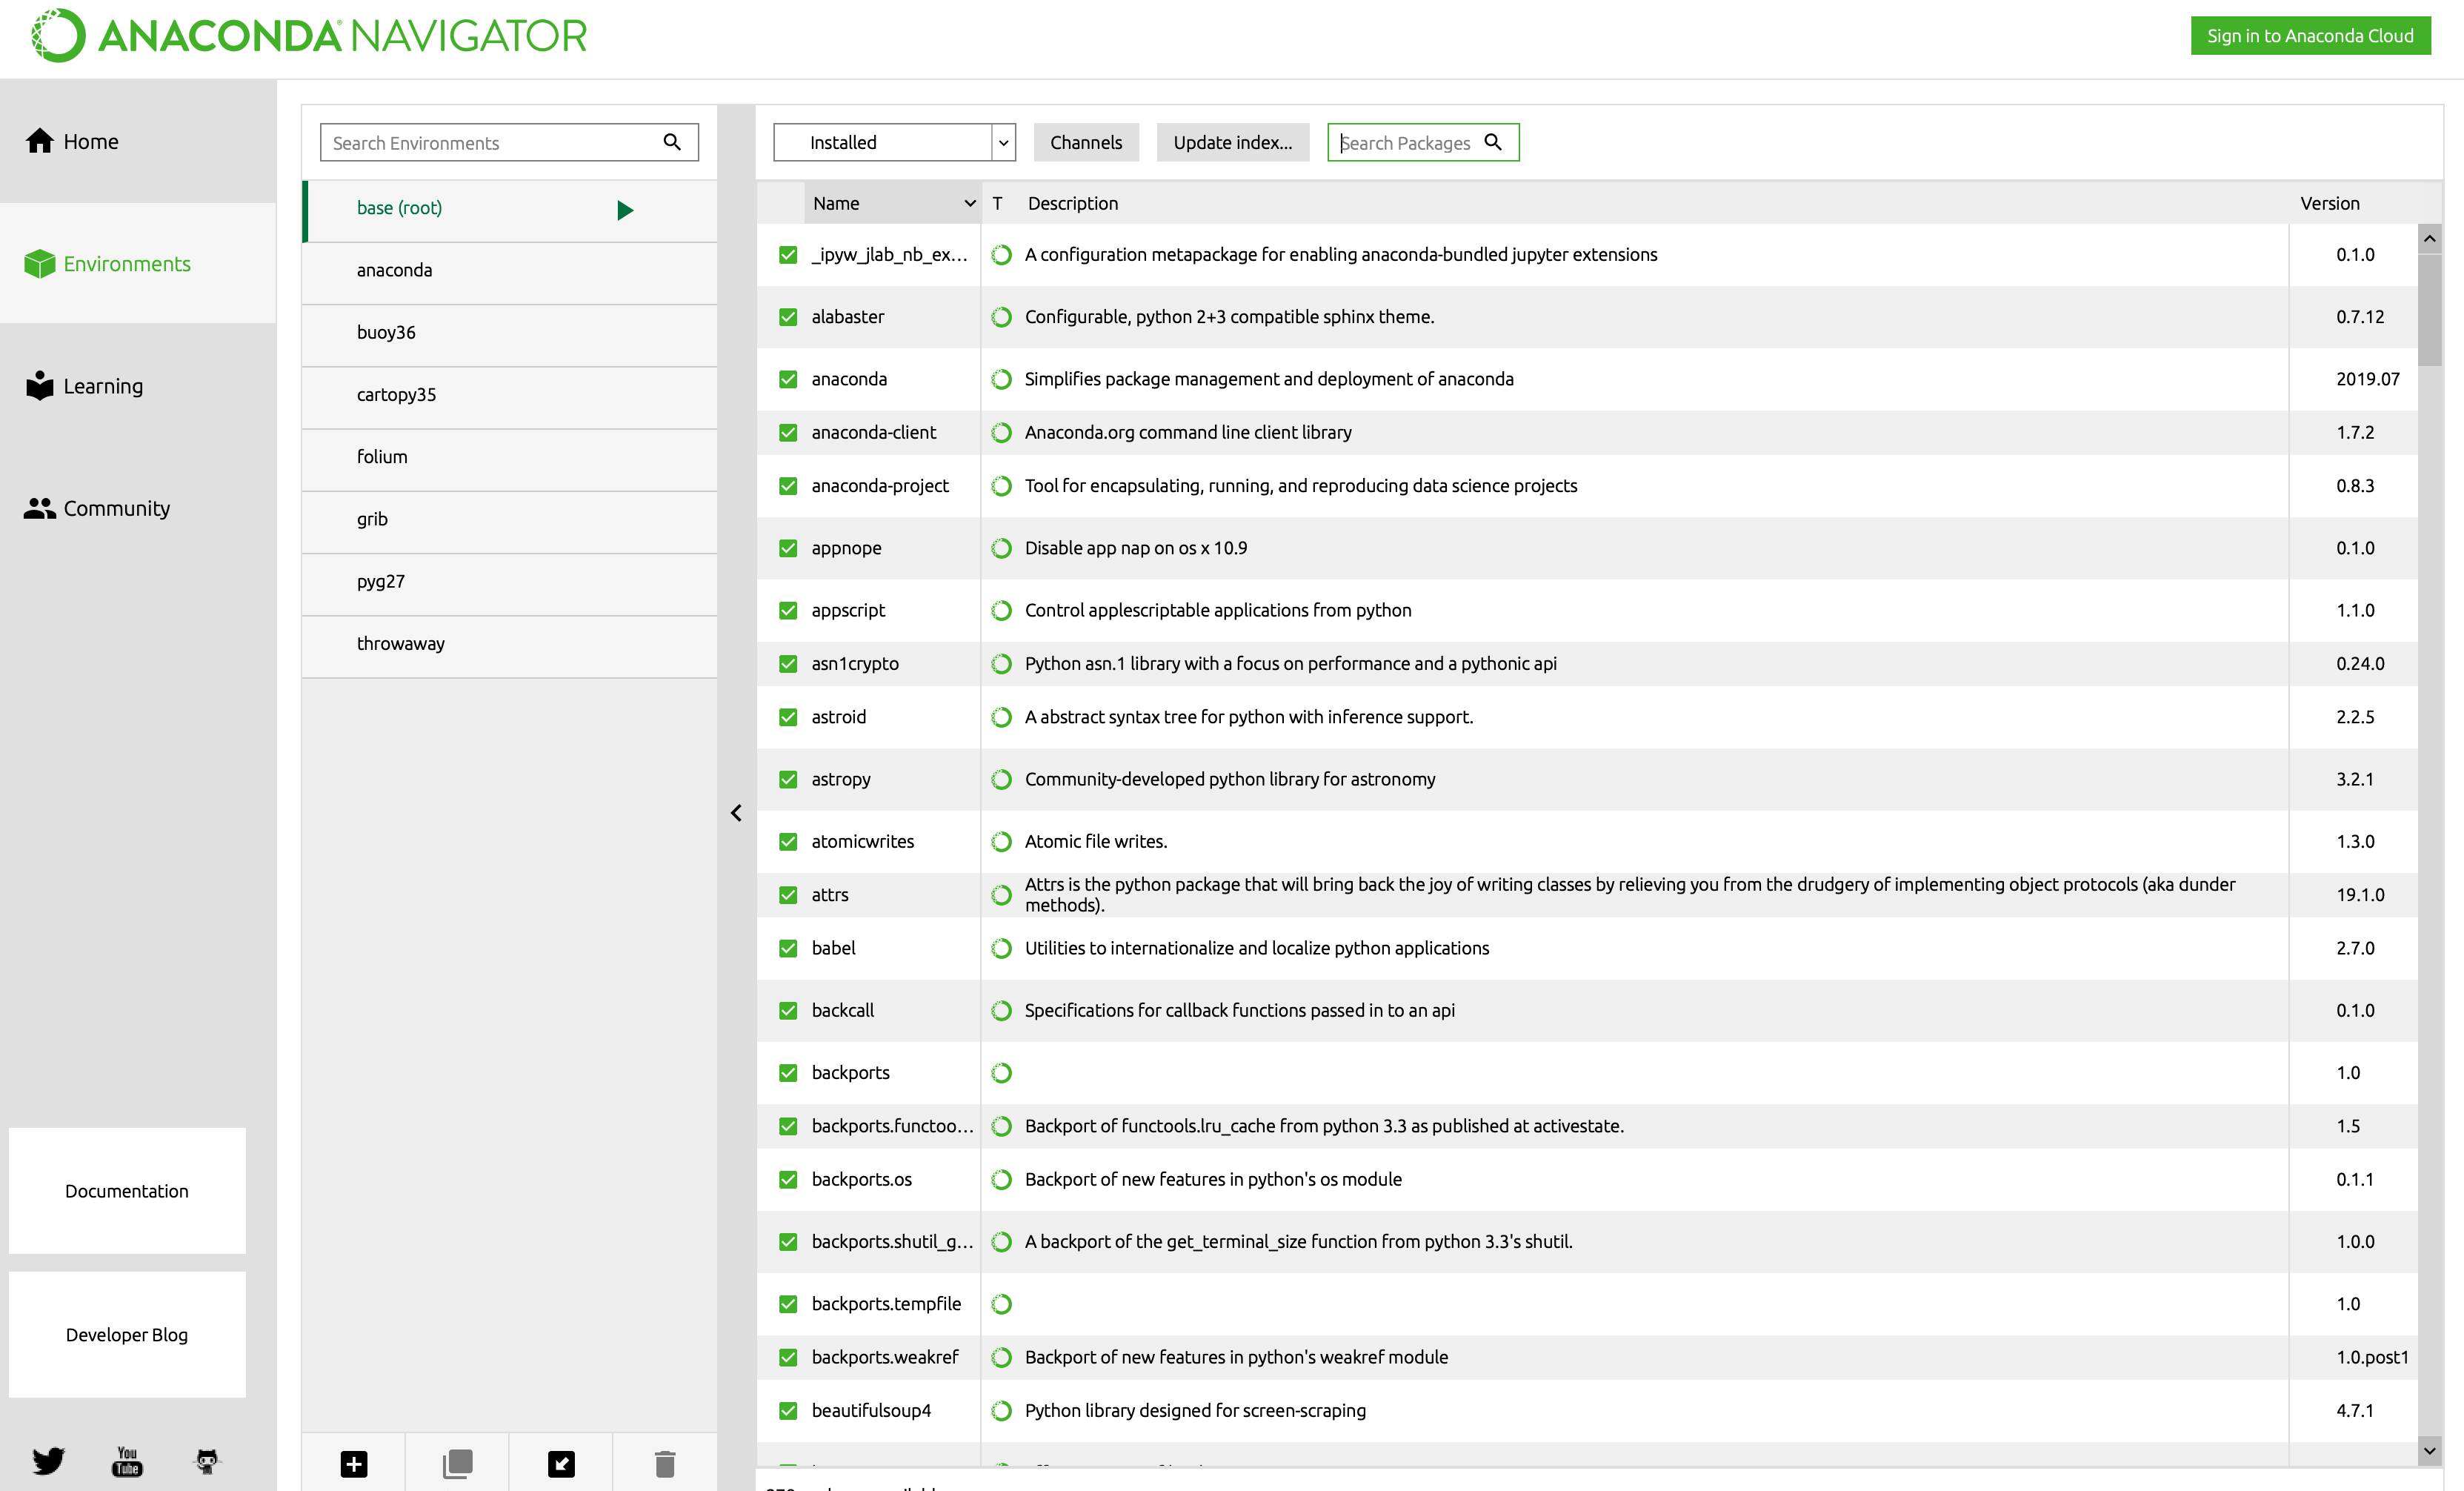 ANACONDA NAVIGATOR
Sign in to Anaconda Cloud
Home
Environments
Learning
Community
Documentation
Developer Blog
You
Tube
Search Environments
base (root)
anaconda
buoy36
cartopy35
folium
grib
pyg27
throwaway
Installed Channels Update index... Search Packages
Name T Description Version
_ipyw_jlab_nb_ex... A configuration metapackage for enabling anaconda-bundled jupyter extensions 0.1.0
alabaster Configurable, python 2+3 compatible sphinx theme. 0.7.12
anaconda Simplifies package management and deployment of anaconda 2019.07
anaconda-client Anaconda.org command line client library 1.7.2
anaconda-project Tool for encapsulating, running, and reproducing data science projects 0.8.3
appnope Disable app nap on os x 10.9 0.1.0
appscript Control applescriptable applications from python 1.1.0
asn1crypto Python asn.1 library with a focus on performance and a pythonic api 0.24.0
astroid A abstract syntax tree for python with inference support. 2.2.5
astropy Community-developed python library for astronomy 3.2.1
atomicwrites Atomic file writes. 1.3.0
attrs Attrs is the python package that will bring back the joy of writing classes by relieving you from the drudgery of implementing object protocols (aka dunder
methods). 19.1.0
babel Utilities to internationalize and localize python applications 2.7.0
backcall Specifications for callback functions passed in to an api 0.1.0
backports 1.0
backports.functoo... Backport of functools.lru_cache from python 3.3 as published at activestate. 1.5
backports.os Backport of new features in python's os module 0.1.1
backports.shutil_g... A backport of the get_terminal_size function from python 3.3's shutil. 1.0.0
backports.tempfile 1.0
backports.weakref Backport of new features in python's weakref module 1.0.post1
beautifulsoup4 Python library designed for screen-scraping 4.7.1